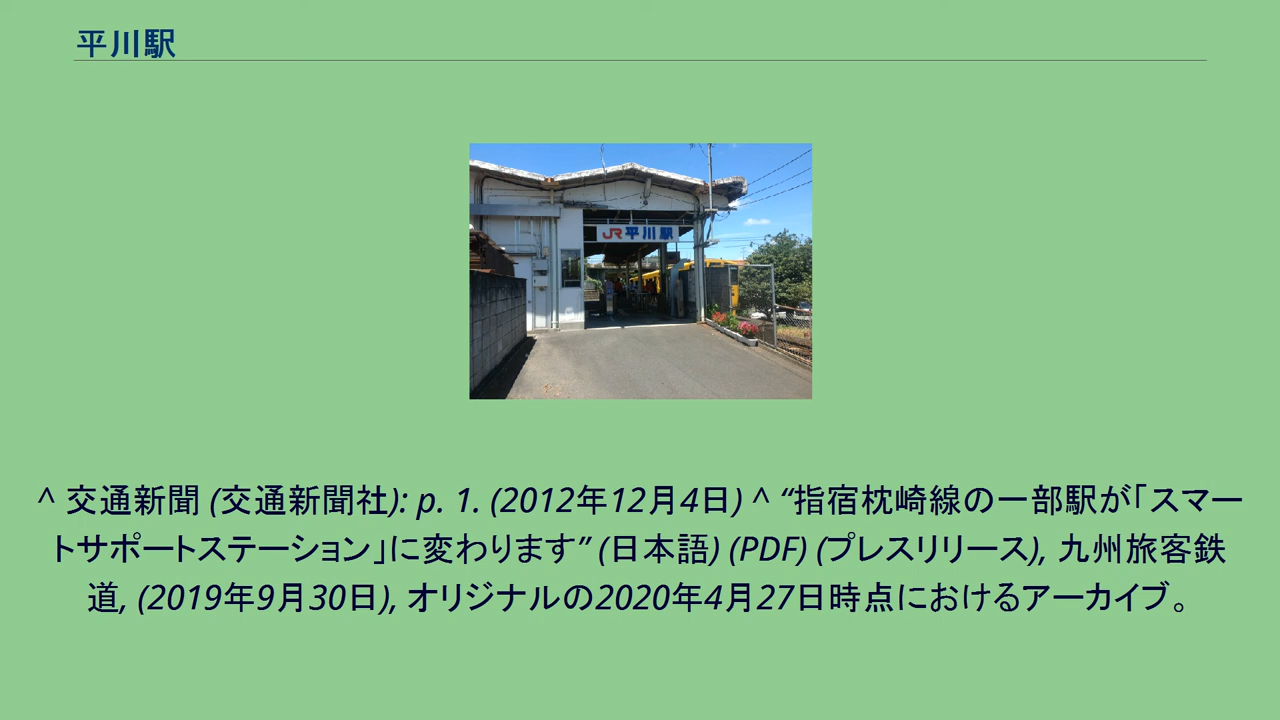 平川駅
JR平川駅
^ 交通新聞 (交通新聞社): p. 1. (2012年12月4日) ^ “指宿枕崎線の一部駅が「スマー
トサポートステーション」に変わります” (日本語) (PDF) (プレスリリース), 九州旅客鉄
道, (2019年9月30日), オリジナルの2020年4月27日時点におけるアーカイブ。